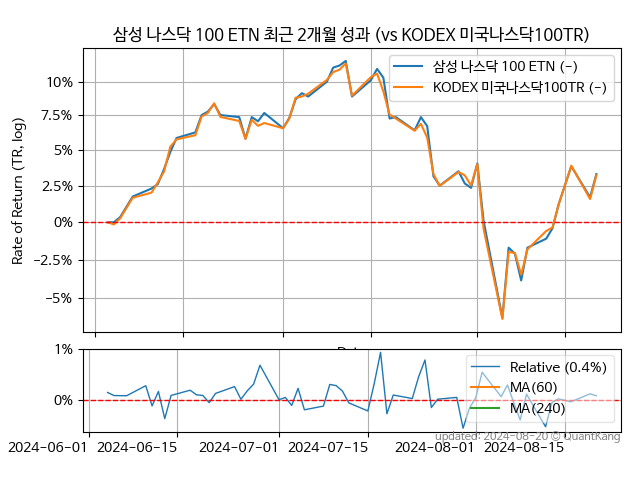 삼성 나스닥 100 ETN 최근 2개월 성과 (vs KODEX 미국나스닥100TR)
Rate of Return (TR, log)
10%
7.5%
5%
2.5%
0%
−2.5%
−5%
삼성 나스닥 100 ETN (-)
KODEX 미국나스닥100TR (-)
1%
0%
Relative (0.4%)
MA(60)
MA(240)
updated: 2024-08-20 © QuantKang
2024-06-01
2024-06-15
2024-07-01
2024-07-15
2024-08-01
2024-08-15